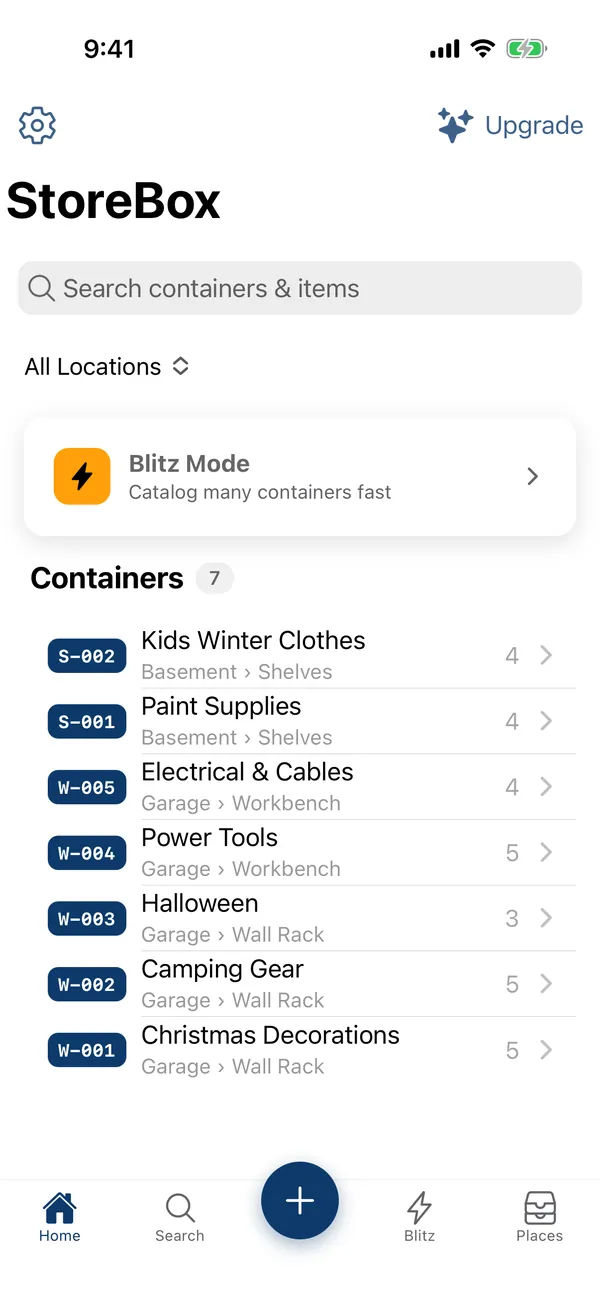 9:41
Upgrade
StoreBox
Search containers & items
All Locations
Blitz Mode
Catalog many containers fast
Containers 7
S-002 Kids Winter Clothes 4
Basement › Shelves
S-001 Paint Supplies 4
Basement › Shelves
W-005 Electrical & Cables 4
Garage › Workbench
W-004 Power Tools 5
Garage › Workbench
W-003 Halloween 3
Garage › Wall Rack
W-002 Camping Gear 5
Garage › Wall Rack
W-001 Christmas Decorations 5
Garage › Wall Rack
Home Search Blitz Places